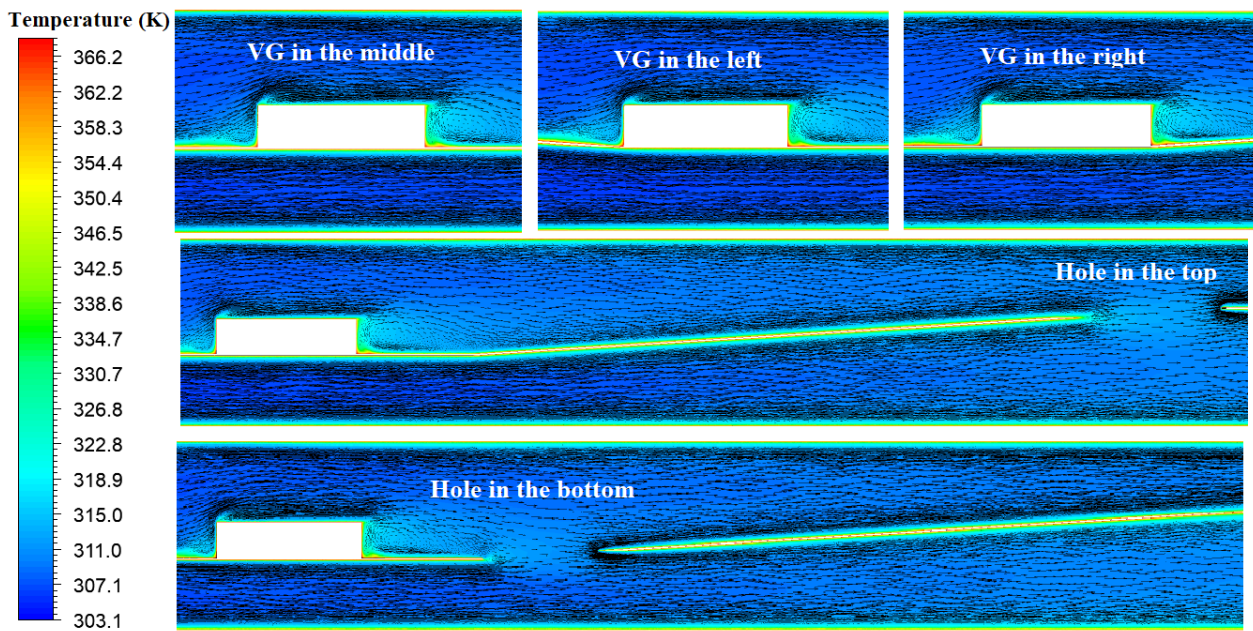 Temperature (K)
366.2
362.2
358.3
354.4
350.4
346.5
342.5
338.6
334.7
330.7
326.8
322.8
318.9
315.0
311.0
307.1
303.1
VG in the middle
VG in the left
VG in the right
Hole in the top
Hole in the bottom